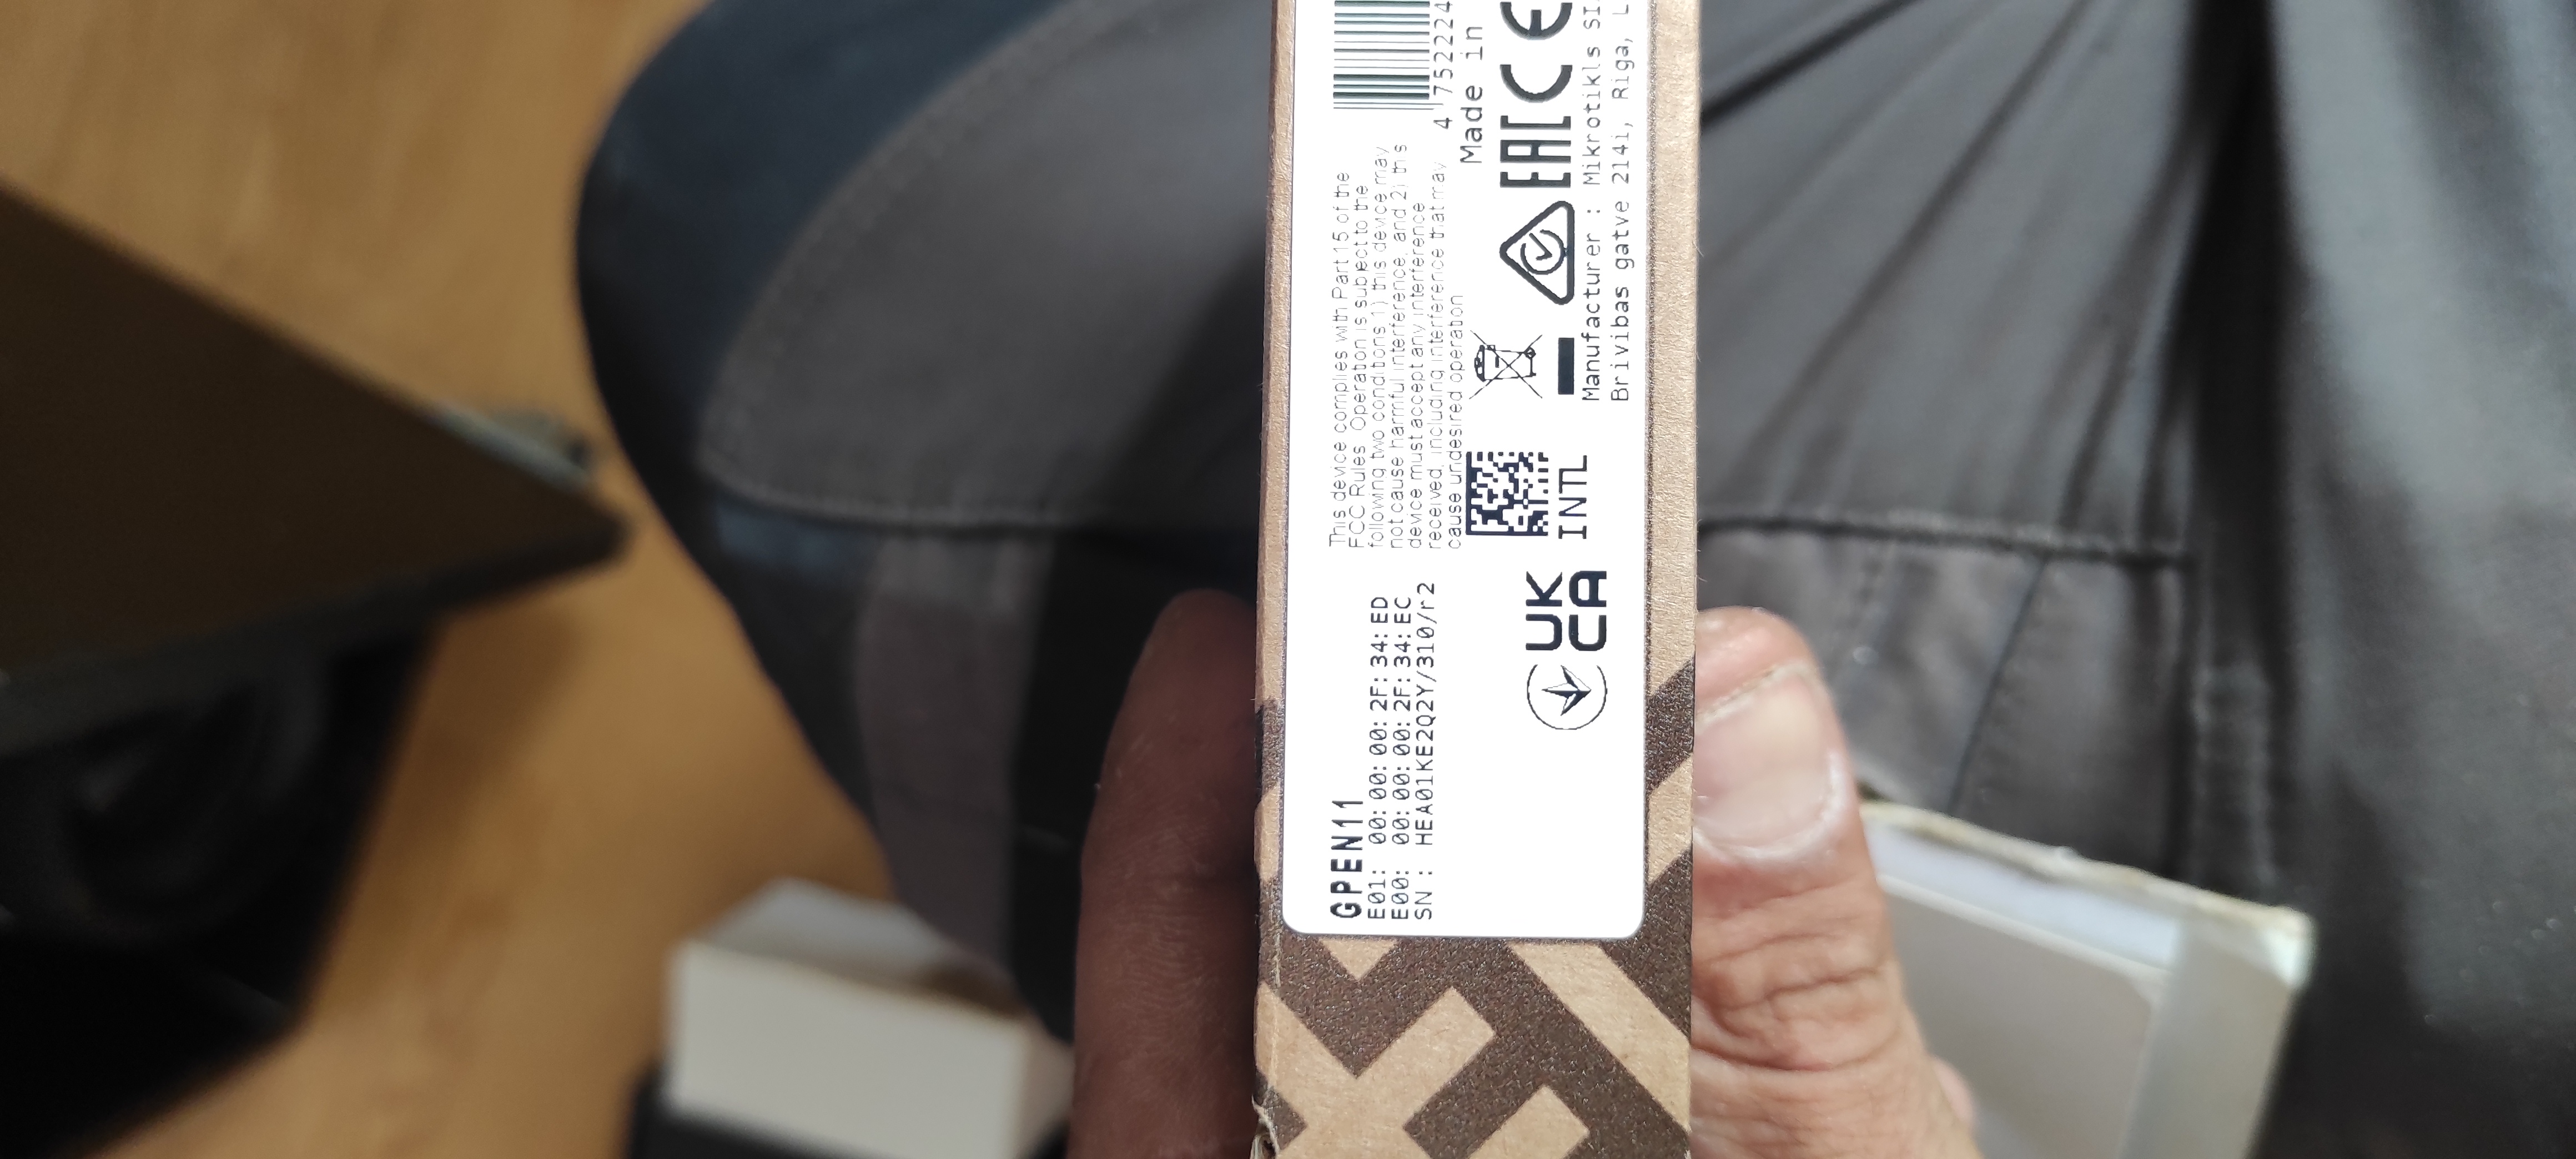 GPEN11
E01: 00:00:00:2F:34:ED
E00: 00:00:00:2F:34:EC
SN : HEA01KE2Q2Y/310/r2
UK
CA
This device complies with Part 15 of the
FCC Rules. Operation is subject to the
following two conditions 1) this device may
not cause harmful interference, and 2) this
device must accept any interference
received, including interference that may
cause undesired operation
INTL
4 7522224
Made in
EAC CE
Manufacturer : Mikrotikls SI
Brivibas gatve 214i, Riga, L